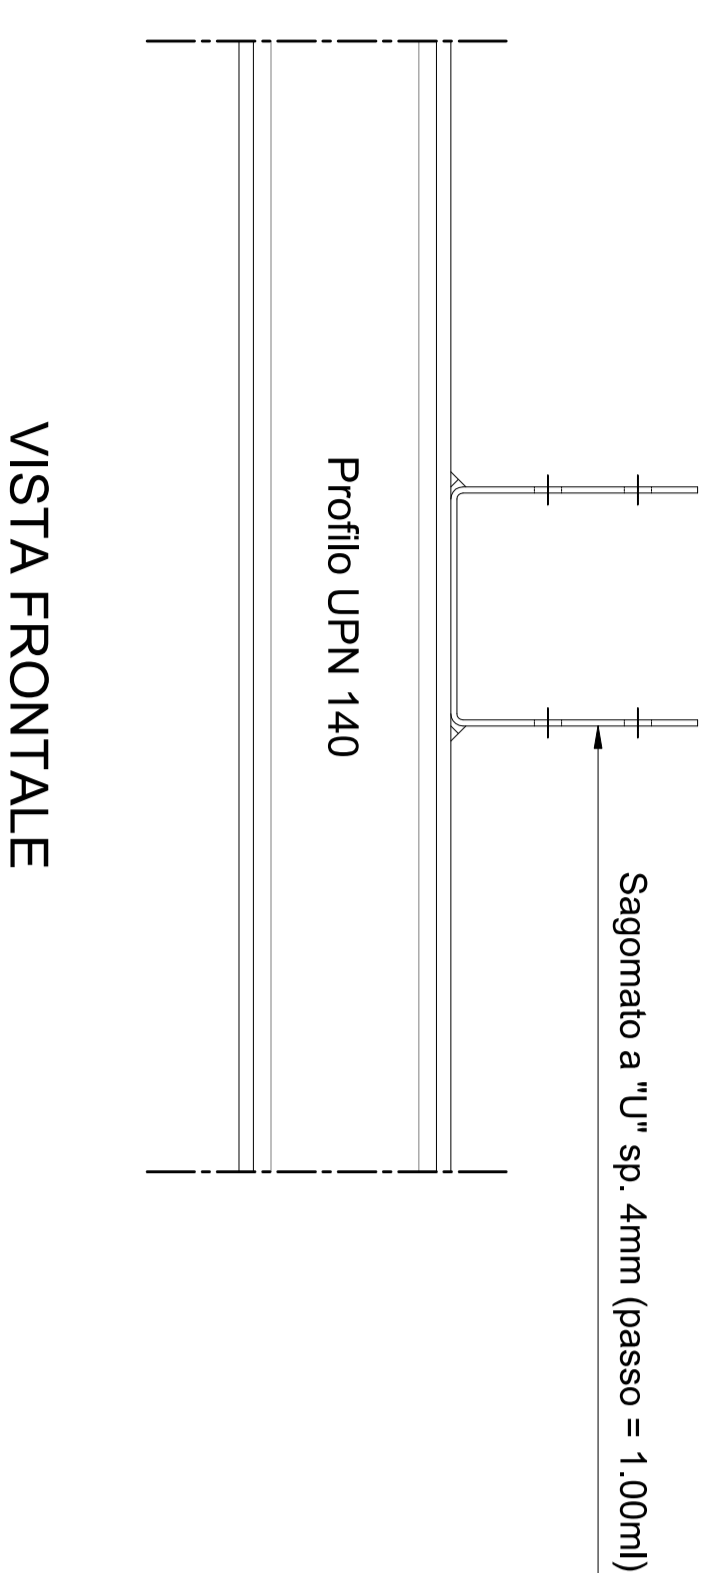 Sagomato a "U" sp. 4mm (passo = 1.00ml)
Profilo UPN 140
VISTA FRONTALE